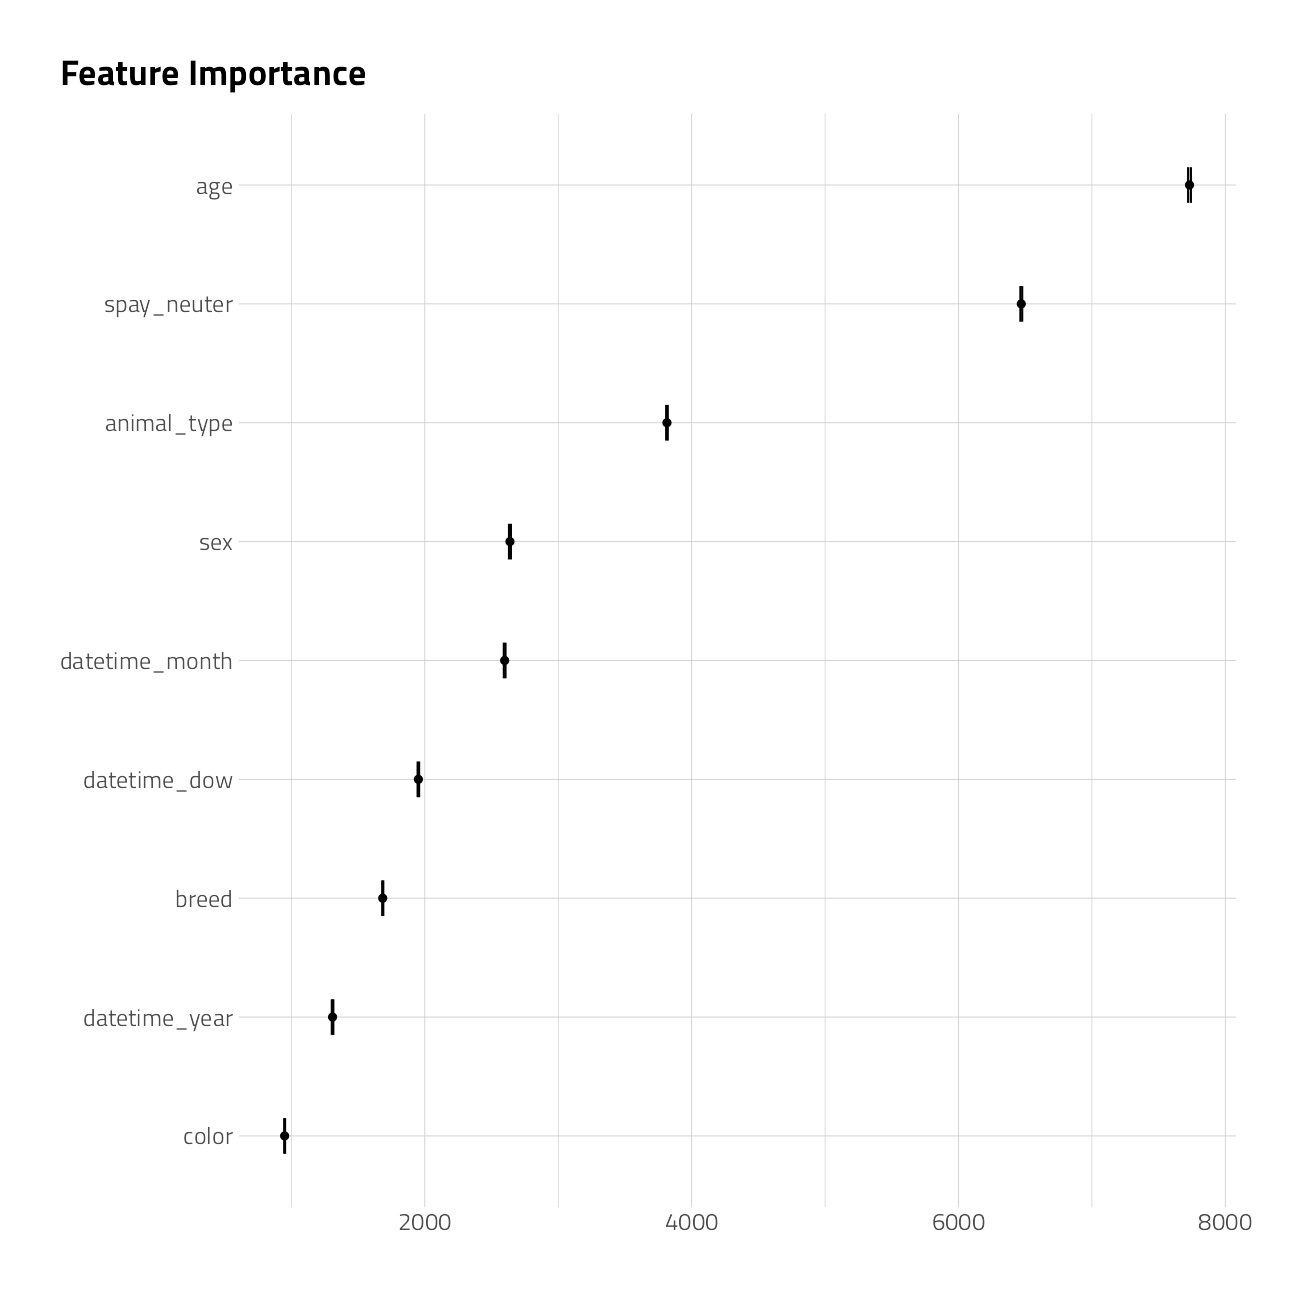 Feature Importance
age
spay_neuter
animal_type
sex
datetime_month
datetime_dow
breed
datetime_year
color
2000 4000 6000 8000